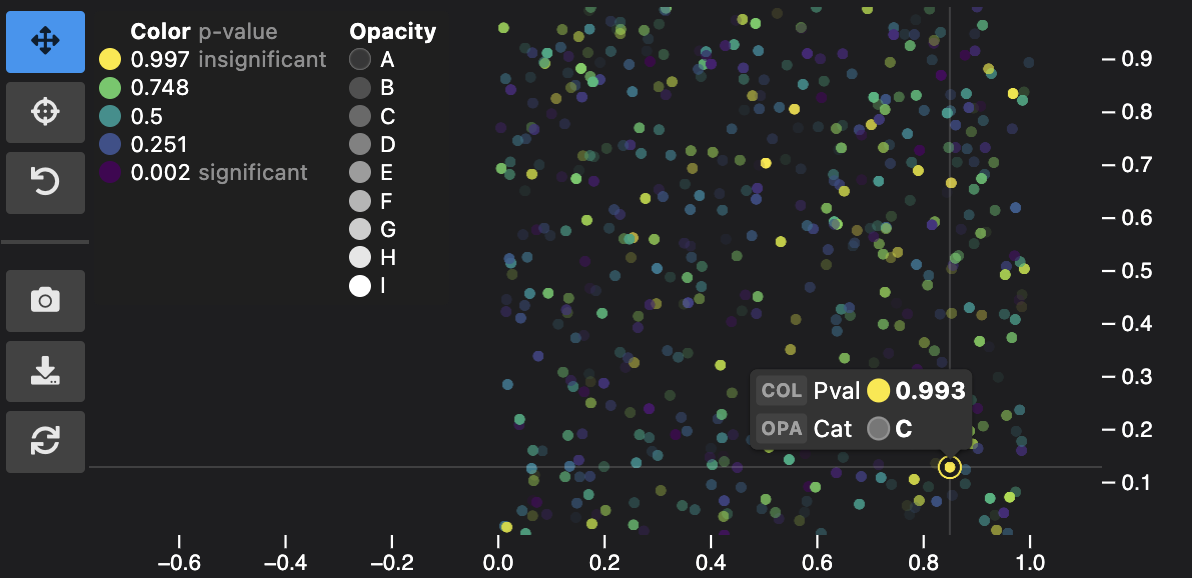 Color p-value
0.997 insignificant
0.748
0.5
0.251
0.002 significant
Opacity
A
B
C
D
E
F
G
H
I
0.9
0.8
0.7
0.6
0.5
0.4
0.3
0.2
0.1
COL Pval 0.993
OPA Cat C
−0.6 −0.4 −0.2 0.0 0.2 0.4 0.6 0.8 1.0